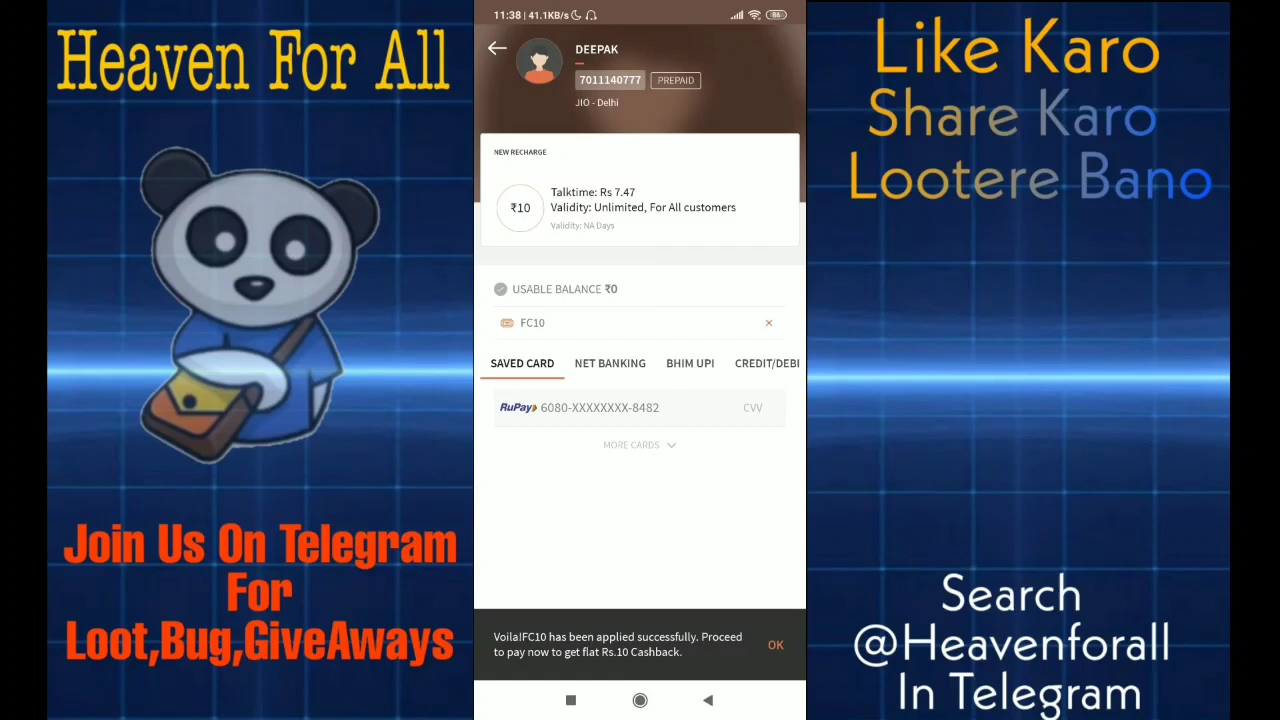 Heaven For All
Join Us On Telegram
For
Loot,Bug,GiveAways
11:38 | 41.1KB/s
86
DEEPAK
7011140777 PREPAID
JIO - Delhi
NEW RECHARGE
₹10
Talktime: Rs 7.47
Validity: Unlimited, For All customers
Validity: NA Days
USABLE BALANCE ₹0
FC10
SAVED CARD NET BANKING BHIM UPI CREDIT/DEBI
RuPay 6080-XXXXXXXX-8482 CVV
MORE CARDS
Voila!FC10 has been applied successfully. Proceed
to pay now to get flat Rs.10 Cashback.
OK
Like Karo
Share Karo
Lootere Bano
Search
@Heavenforall
In Telegram